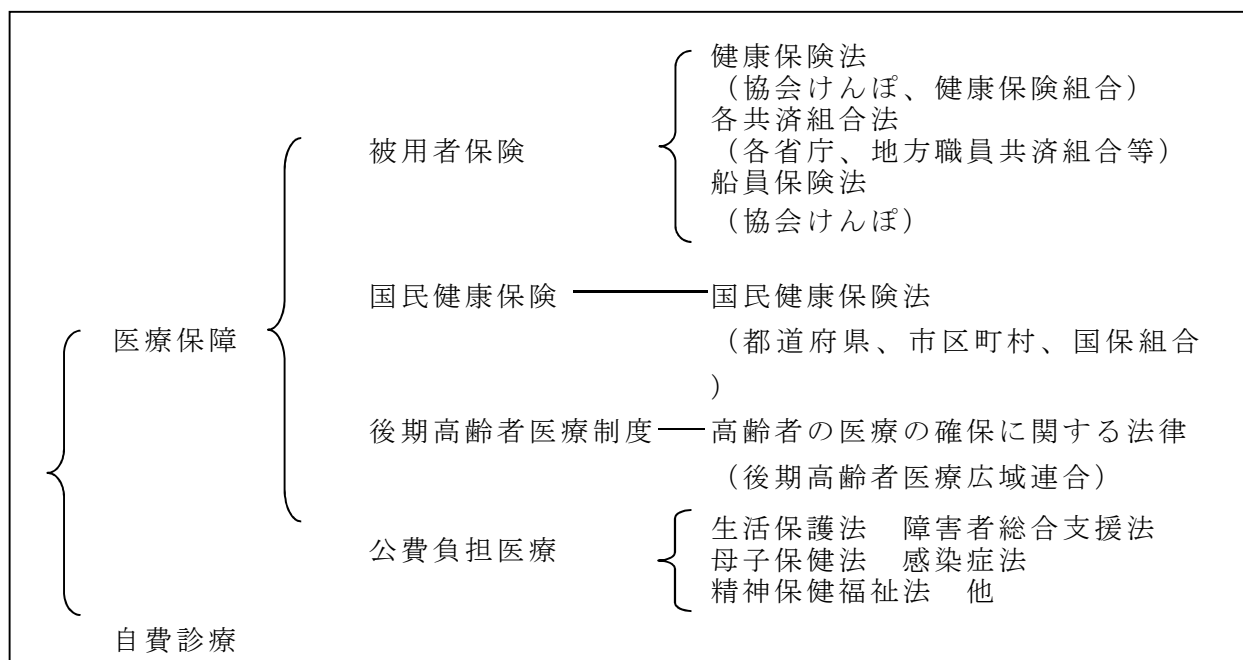 健康保険法
（協会けんぽ、健康保険組合）
各共済組合法
被用者保険
（各省庁、地方職員共済組合等）
船員保険法
（協会けんぽ）
国民健康保険
国民健康保険法
医療保障
（都道府県、市区町村、国保組合
）
後期高齢者医療制度
高齢者の医療の確保に関する法律
（後期高齢者医療広域連合）
公費負担医療
生活保護法　障害者総合支援法
母子保健法　感染症法
精神保健福祉法　他
自費診療